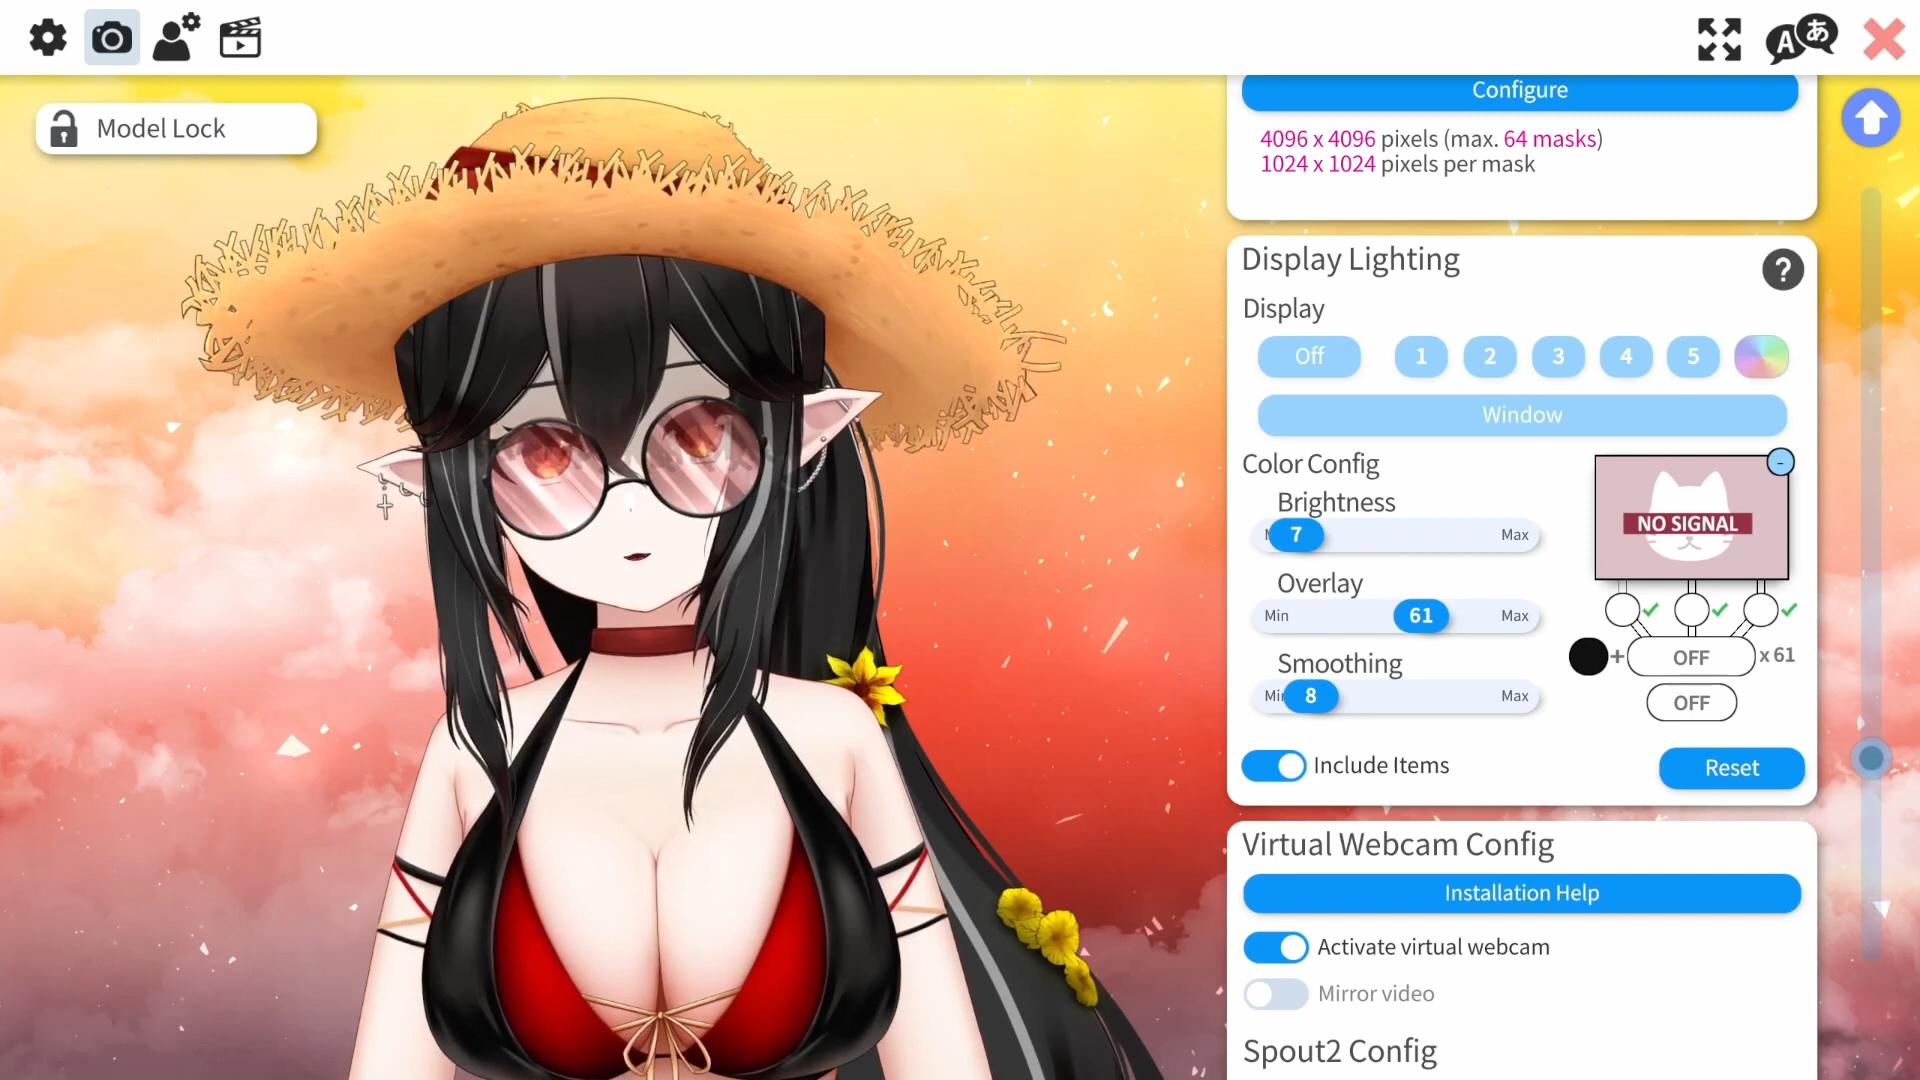 A あ
Model Lock
Configure
4096 x 4096 pixels (max. 64 masks)
1024 x 1024 pixels per mask
Display Lighting
?
Display
Off 1 2 3 4 5
Window
Color Config
-
Brightness
7 Max
NO SIGNAL
Overlay
Min 61 Max
+ OFF x 61
Smoothing
8 Max
OFF
Include Items
Reset
Virtual Webcam Config
Installation Help
Activate virtual webcam
Mirror video
Spout2 Config